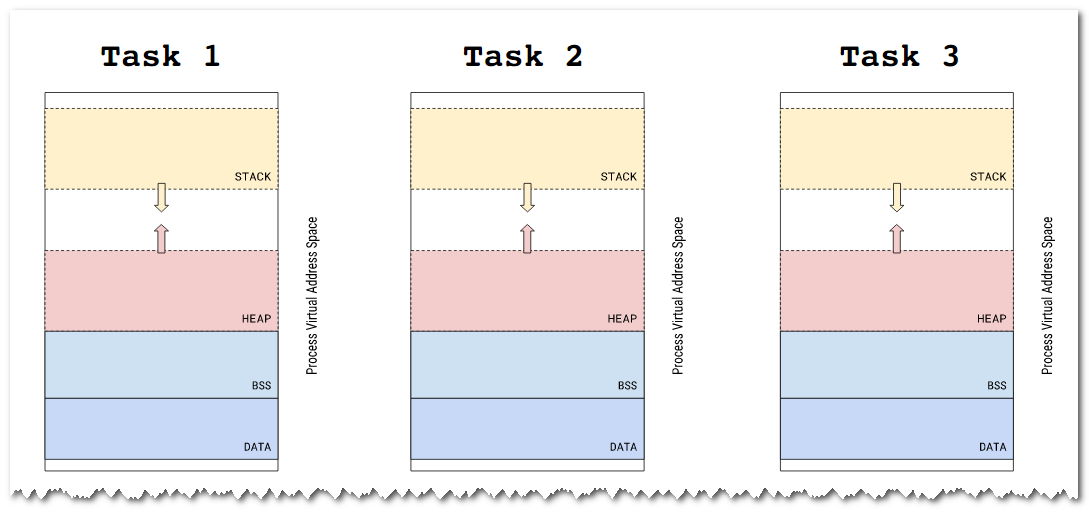 Task 1
STACK
HEAP
BSS
DATA
Process Virtual Address Space
Task 2
STACK
HEAP
BSS
DATA
Process Virtual Address Space
Task 3
STACK
HEAP
BSS
DATA
Process Virtual Address Space